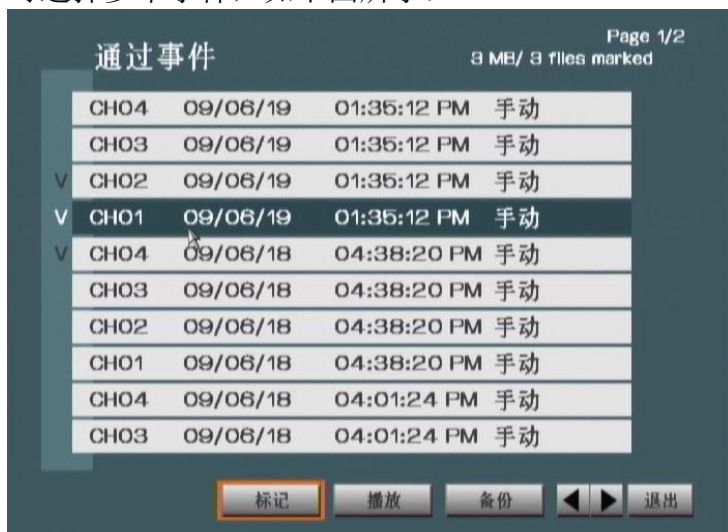 Page 1/2
通过事件 3 MB/ 3 files marked
CH04 09/06/19 01:35:12 PM 手动
CH03 09/06/19 01:35:12 PM 手动
V CH02 09/06/19 01:35:12 PM 手动
V CH01 09/06/19 01:35:12 PM 手动
V CH04 09/06/18 04:38:20 PM 手动
CH03 09/06/18 04:38:20 PM 手动
CH02 09/06/18 04:38:20 PM 手动
CH01 09/06/18 04:38:20 PM 手动
CH04 09/06/18 04:01:24 PM 手动
CH03 09/06/18 04:01:24 PM 手动
标记 播放 备份 ◀ ▶ 退出